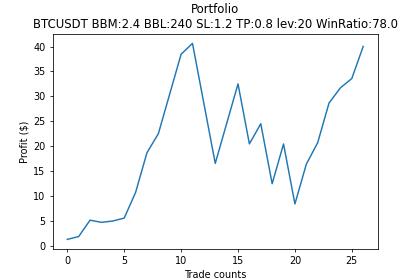 Portfolio
BTCUSDT BBM:2.4 BBL:240 SL:1.2 TP:0.8 lev:20 WinRatio:78.0
40
35
30
25
20
15
10
5
0
Profit ($)
0 5 10 15 20 25
Trade counts